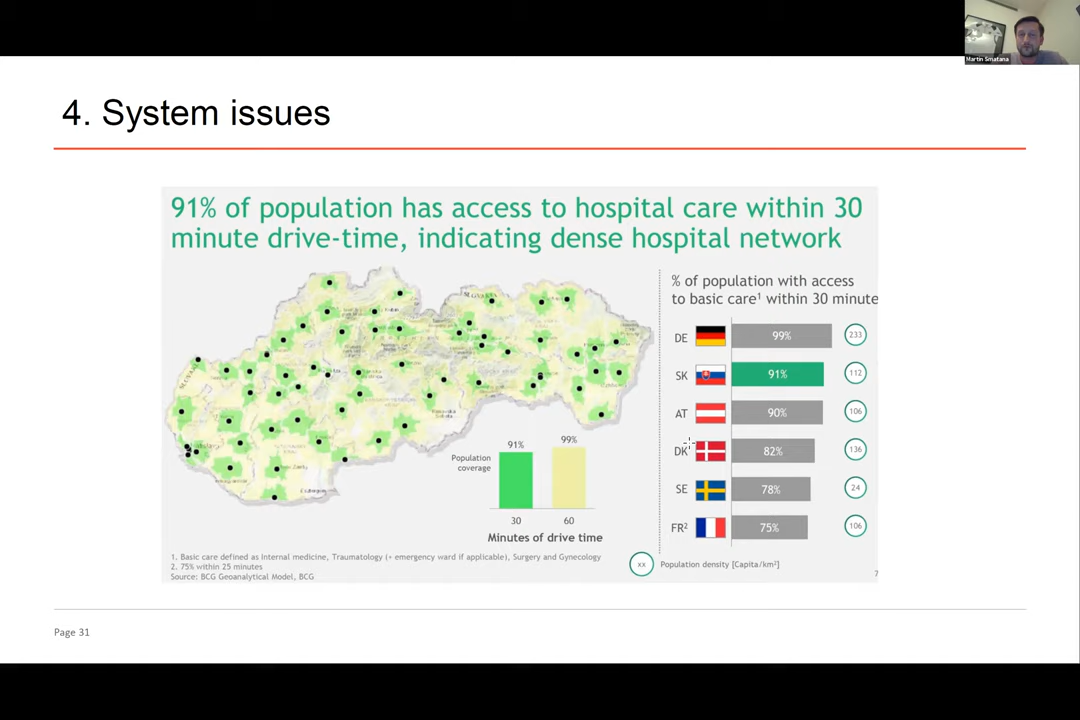 Martin Smatana
4. System issues
91% of population has access to hospital care within 30
minute drive-time, indicating dense hospital network
% of population with access
to basic care¹ within 30 minute
DE 99% 233
SK 91% 112
AT 90% 106
DK 82% 136
SE 78% 24
FR² 75% 106
Population
coverage
91% 99%
30 60
Minutes of drive time
1. Basic care defined as Internal medicine, Traumatology (+ emergency ward if applicable), Surgery and Gynecology
2. 75% within 25 minutes
Source: BCG Geoanalytical Model, BCG
xx Population density [Capita/km²]
7
Page 31